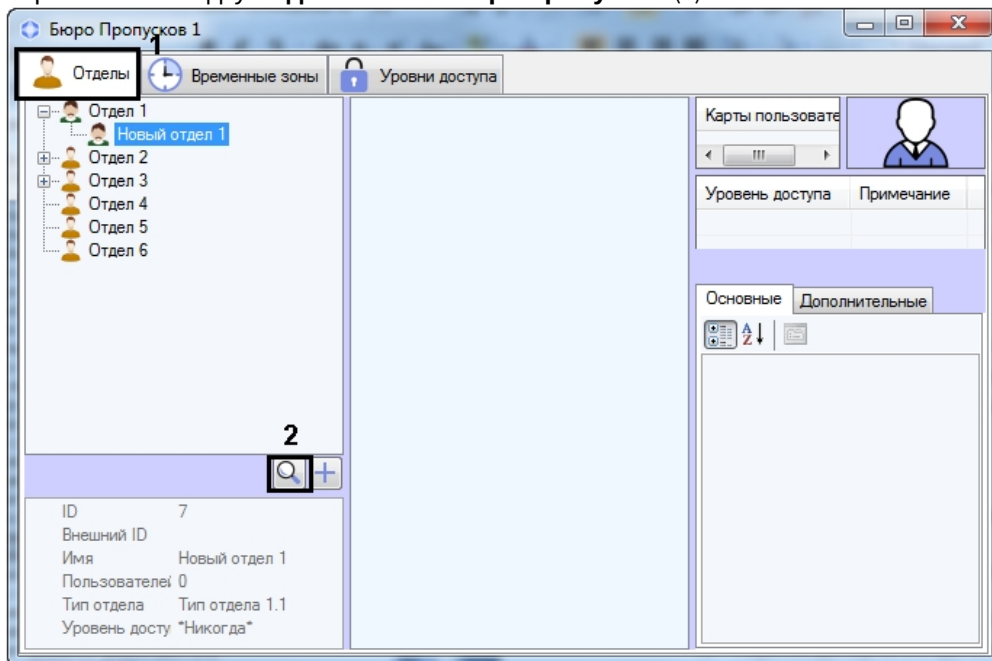 Бюро Пропусков 1
1
Отделы
Временные зоны
Уровни доступа
Отдел 1
Новый отдел 1
Отдел 2
Отдел 3
Отдел 4
Отдел 5
Отдел 6
2
ID 7
Внешний ID
Имя Новый отдел 1
Пользователей 0
Тип отдела Тип отдела 1.1
Уровень досту *Никогда*
Карты пользовате
Уровень доступа Примечание
Основные Дополнительные